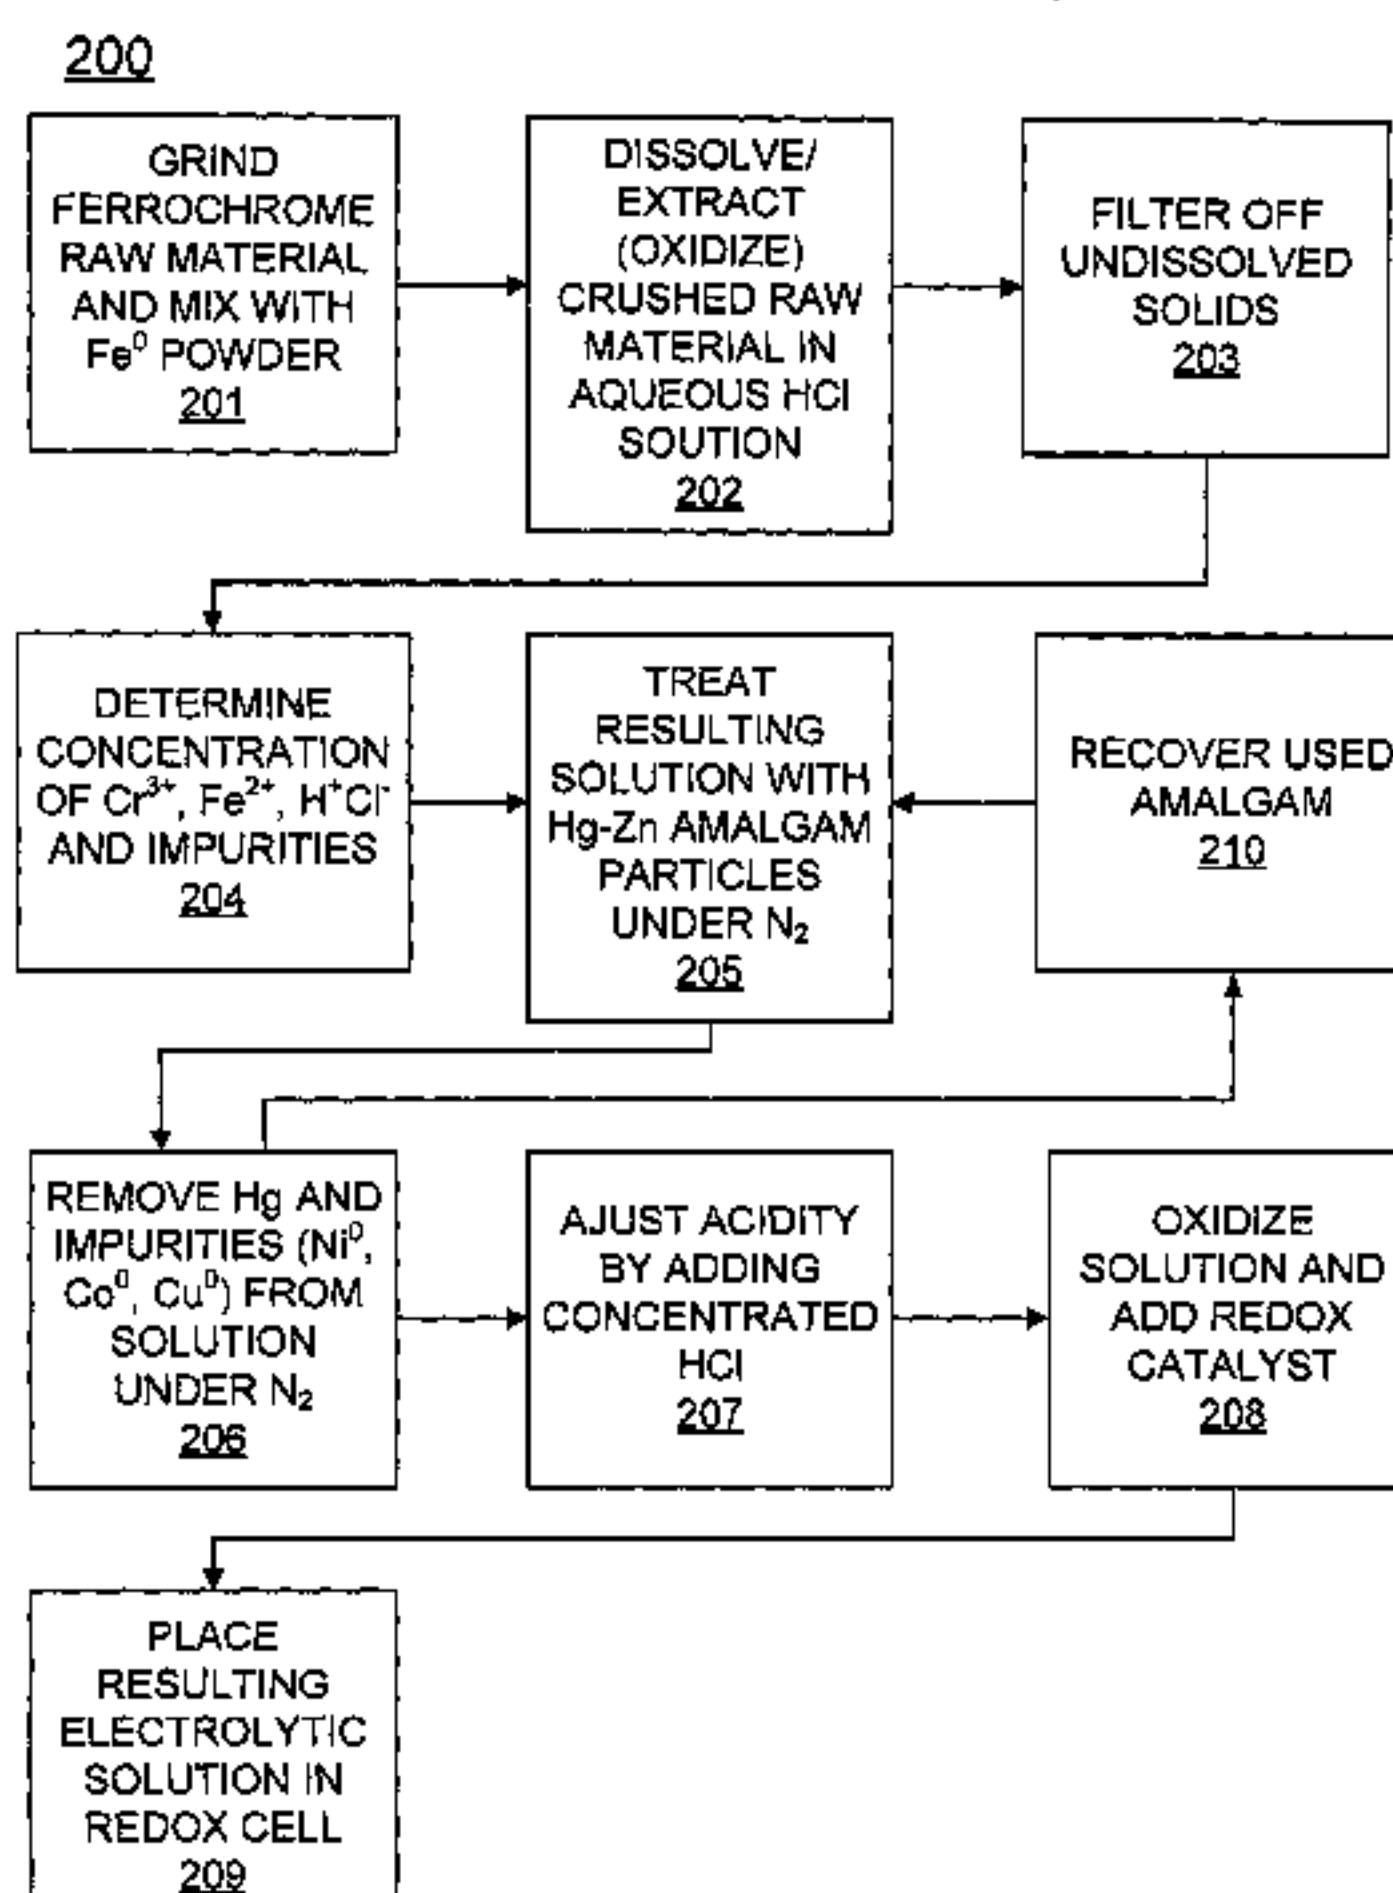 200
GRIND
FERROCHROME
RAW MATERIAL
AND MIX WITH
Fe⁰ POWDER
201
DISSOLVE/
EXTRACT
(OXIDIZE)
CRUSHED RAW
MATERIAL IN
AQUEOUS HCl
SOUTION
202
FILTER OFF
UNDISSOLVED
SOLIDS
203
DETERMINE
CONCENTRATION
OF Cr³⁺, Fe²⁺, H⁺Cl⁻
AND IMPURITIES
204
TREAT
RESULTING
SOLUTION WITH
Hg-Zn AMALGAM
PARTICLES
UNDER N₂
205
RECOVER USED
AMALGAM
210
REMOVE Hg AND
IMPURITIES (Ni⁰,
Co⁰, Cu⁰) FROM
SOLUTION
UNDER N₂
206
AJUST ACIDITY
BY ADDING
CONCENTRATED
HCl
207
OXIDIZE
SOLUTION AND
ADD REDOX
CATALYST
208
PLACE
RESULTING
ELECTROLYTIC
SOLUTION IN
REDOX CELL
209